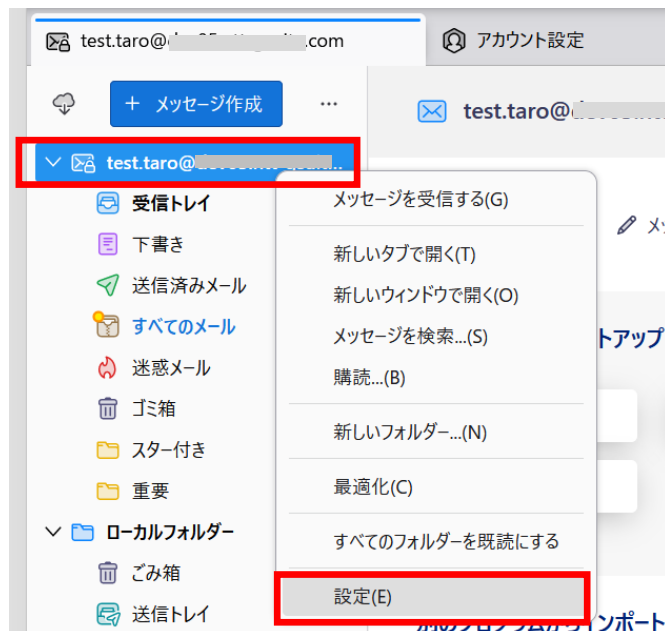 test.taro@ .com
アカウント設定
+ メッセージ作成
...
test.taro@
test.taro@
受信トレイ
下書き
送信済みメール
すべてのメール
迷惑メール
ゴミ箱
スター付き
重要
ローカルフォルダー
ごみ箱
送信トレイ
メッセージを受信する(G)
新しいタブで開く(T)
新しいウィンドウで開く(O)
メッセージを検索...(S)
購読...(B)
新しいフォルダー...(N)
最適化(C)
すべてのフォルダーを既読にする
設定(E)
トアップ
インポート